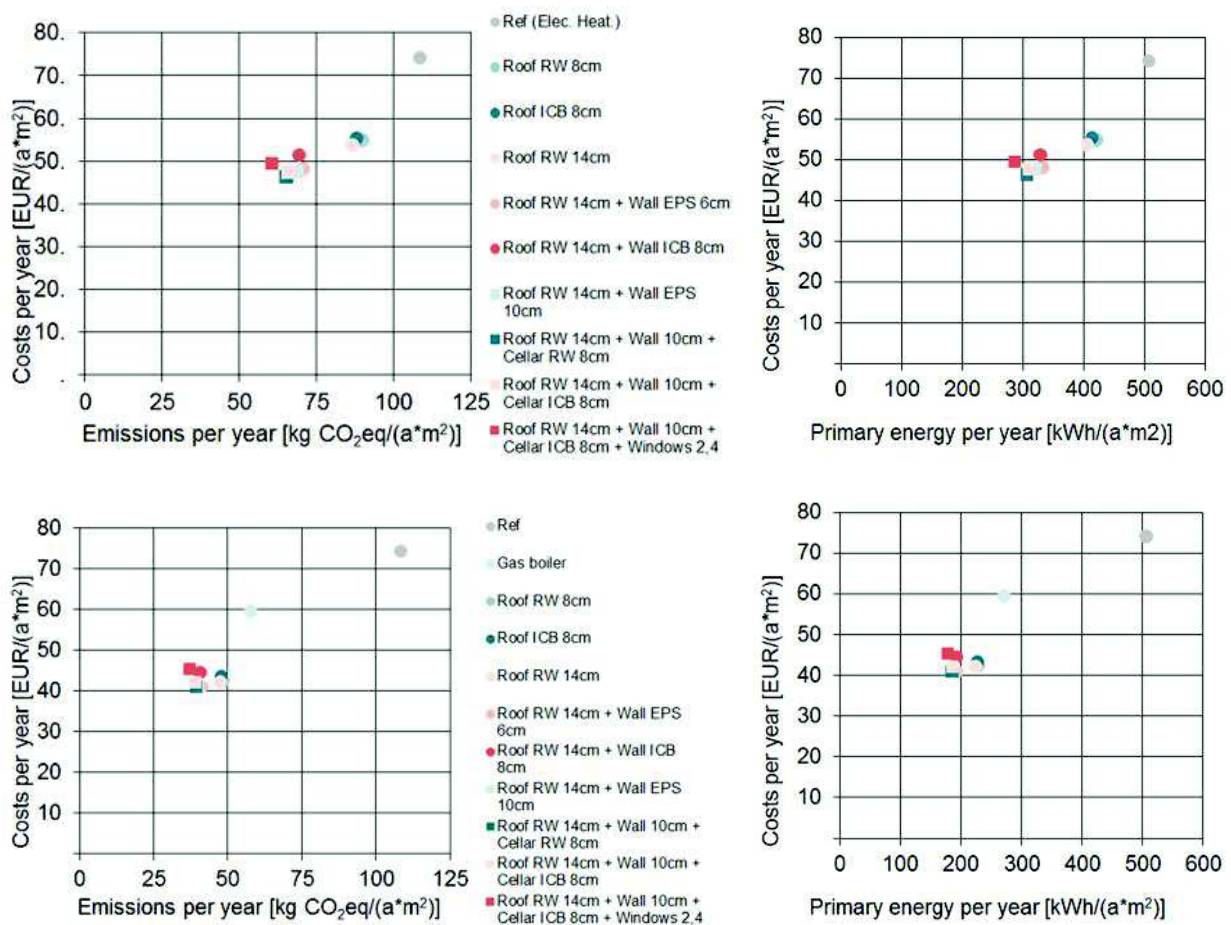 Costs per year [EUR/(a*m²)]
80.
70.
60.
50.
40.
30.
20.
10.
.
0
25
50
75
100
125
Emissions per year [kg CO₂eq/(a*m²)]
Ref (Elec. Heat.)
Roof RW 8cm
Roof ICB 8cm
Roof RW 14cm
Roof RW 14cm + Wall EPS 6cm
Roof RW 14cm + Wall ICB 8cm
Roof RW 14cm + Wall EPS
10cm
Roof RW 14cm + Wall 10cm +
Cellar RW 8cm
Roof RW 14cm + Wall 10cm +
Cellar ICB 8cm
Roof RW 14cm + Wall 10cm +
Cellar ICB 8cm + Windows 2,4
Costs per year [EUR/(a*m²)]
80
70
60
50
40
30
20
10
0
100
200
300
400
500
600
Primary energy per year [kWh/(a*m2)]
Costs per year [EUR/(a*m²)]
80
70
60
50
40
30
20
10
0
25
50
75
100
125
Emissions per year [kg CO₂eq/(a*m²)]
Ref
Gas boiler
Roof RW 8cm
Roof ICB 8cm
Roof RW 14cm
Roof RW 14cm + Wall EPS
6cm
Roof RW 14cm + Wall ICB
8cm
Roof RW 14cm + Wall EPS
10cm
Roof RW 14cm + Wall 10cm +
Cellar RW 8cm
Roof RW 14cm + Wall 10cm +
Cellar ICB 8cm
Roof RW 14cm + Wall 10cm +
Cellar ICB 8cm + Windows 2,4
Costs per year [EUR/(a*m²)]
80
70
60
50
40
30
20
10
0
100
200
300
400
500
600
Primary energy per year [kWh/(a*m²)]